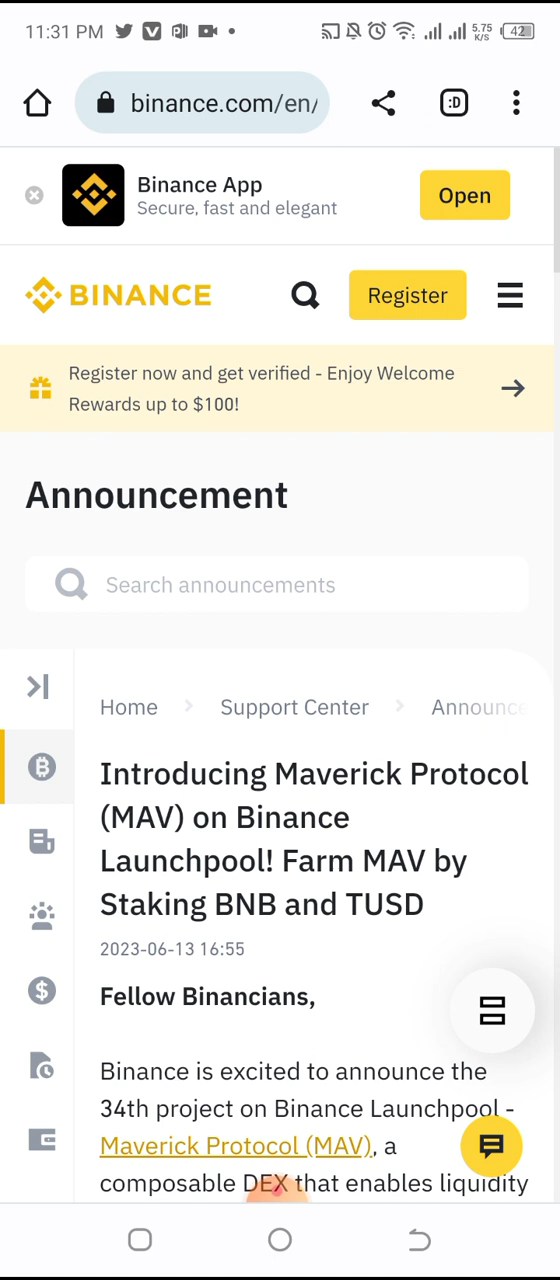 11:31 PM
5.75
K/S
42
binance.com/en/
:D
Binance App
Secure, fast and elegant
Open
BINANCE
Register
Register now and get verified - Enjoy Welcome
Rewards up to $100!
Announcement
Search announcements
Home
Support Center
Announce
Introducing Maverick Protocol
(MAV) on Binance
Launchpool! Farm MAV by
Staking BNB and TUSD
2023-06-13 16:55
Fellow Binancians,
Binance is excited to announce the
34th project on Binance Launchpool -
Maverick Protocol (MAV), a
composable DEX that enables liquidity